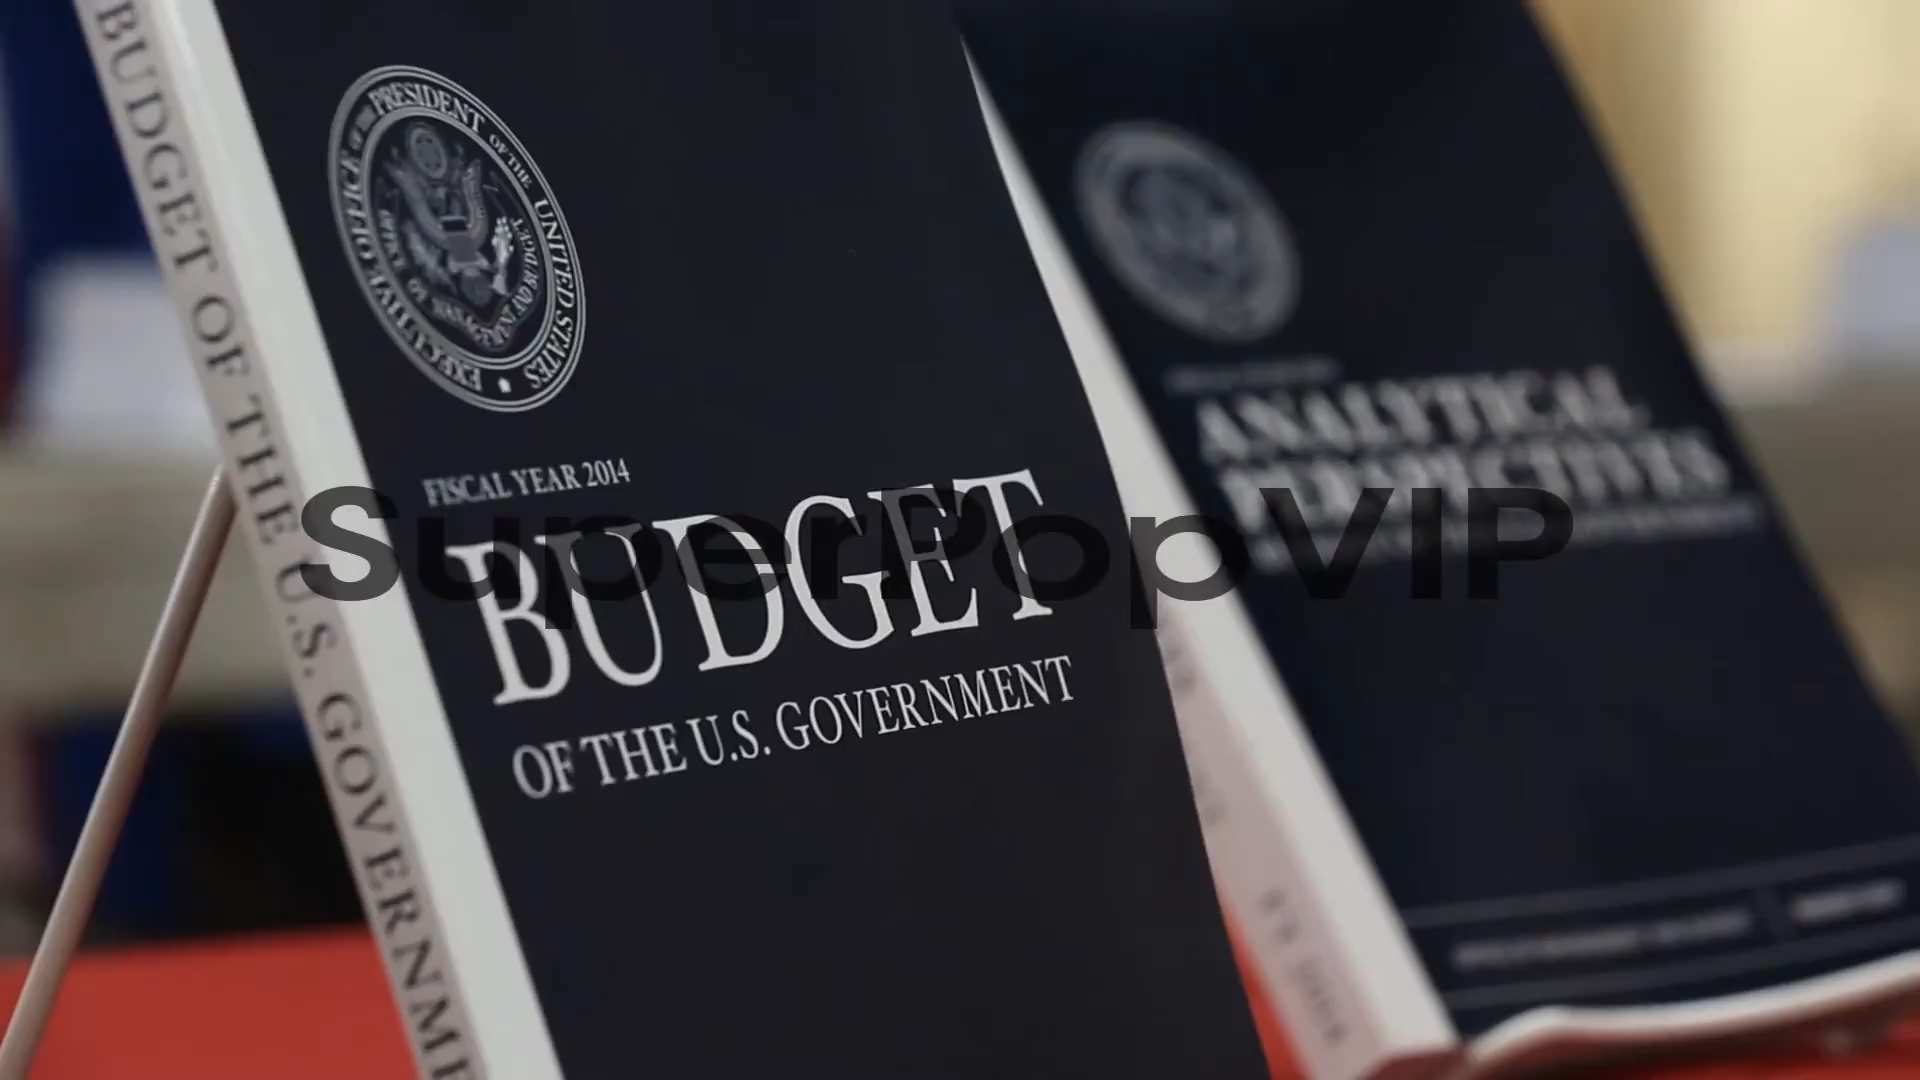 BUDGET OF THE U.S. GOVERNME
EXECUTIVE OFFICE OF THE PRESIDENT OF THE UNITED STATES
FISCAL YEAR 2014
BUDGET
OF THE U.S. GOVERNMENT
ANALYTICAL
PERSPECTIVES
SuperPopVIP